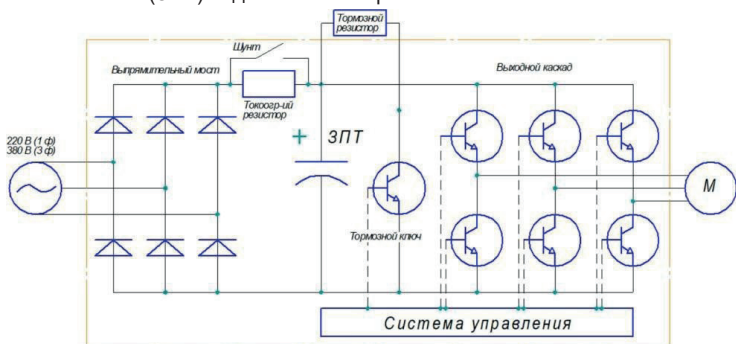 Тормозной
резистор
Шунт
Выпрямительный мост
Выходной каскад
Токоогр-ий
резистор
220 В (1 ф)
380 В (3 ф)
+ ЗПТ
М
Тормозной ключ
Система управления